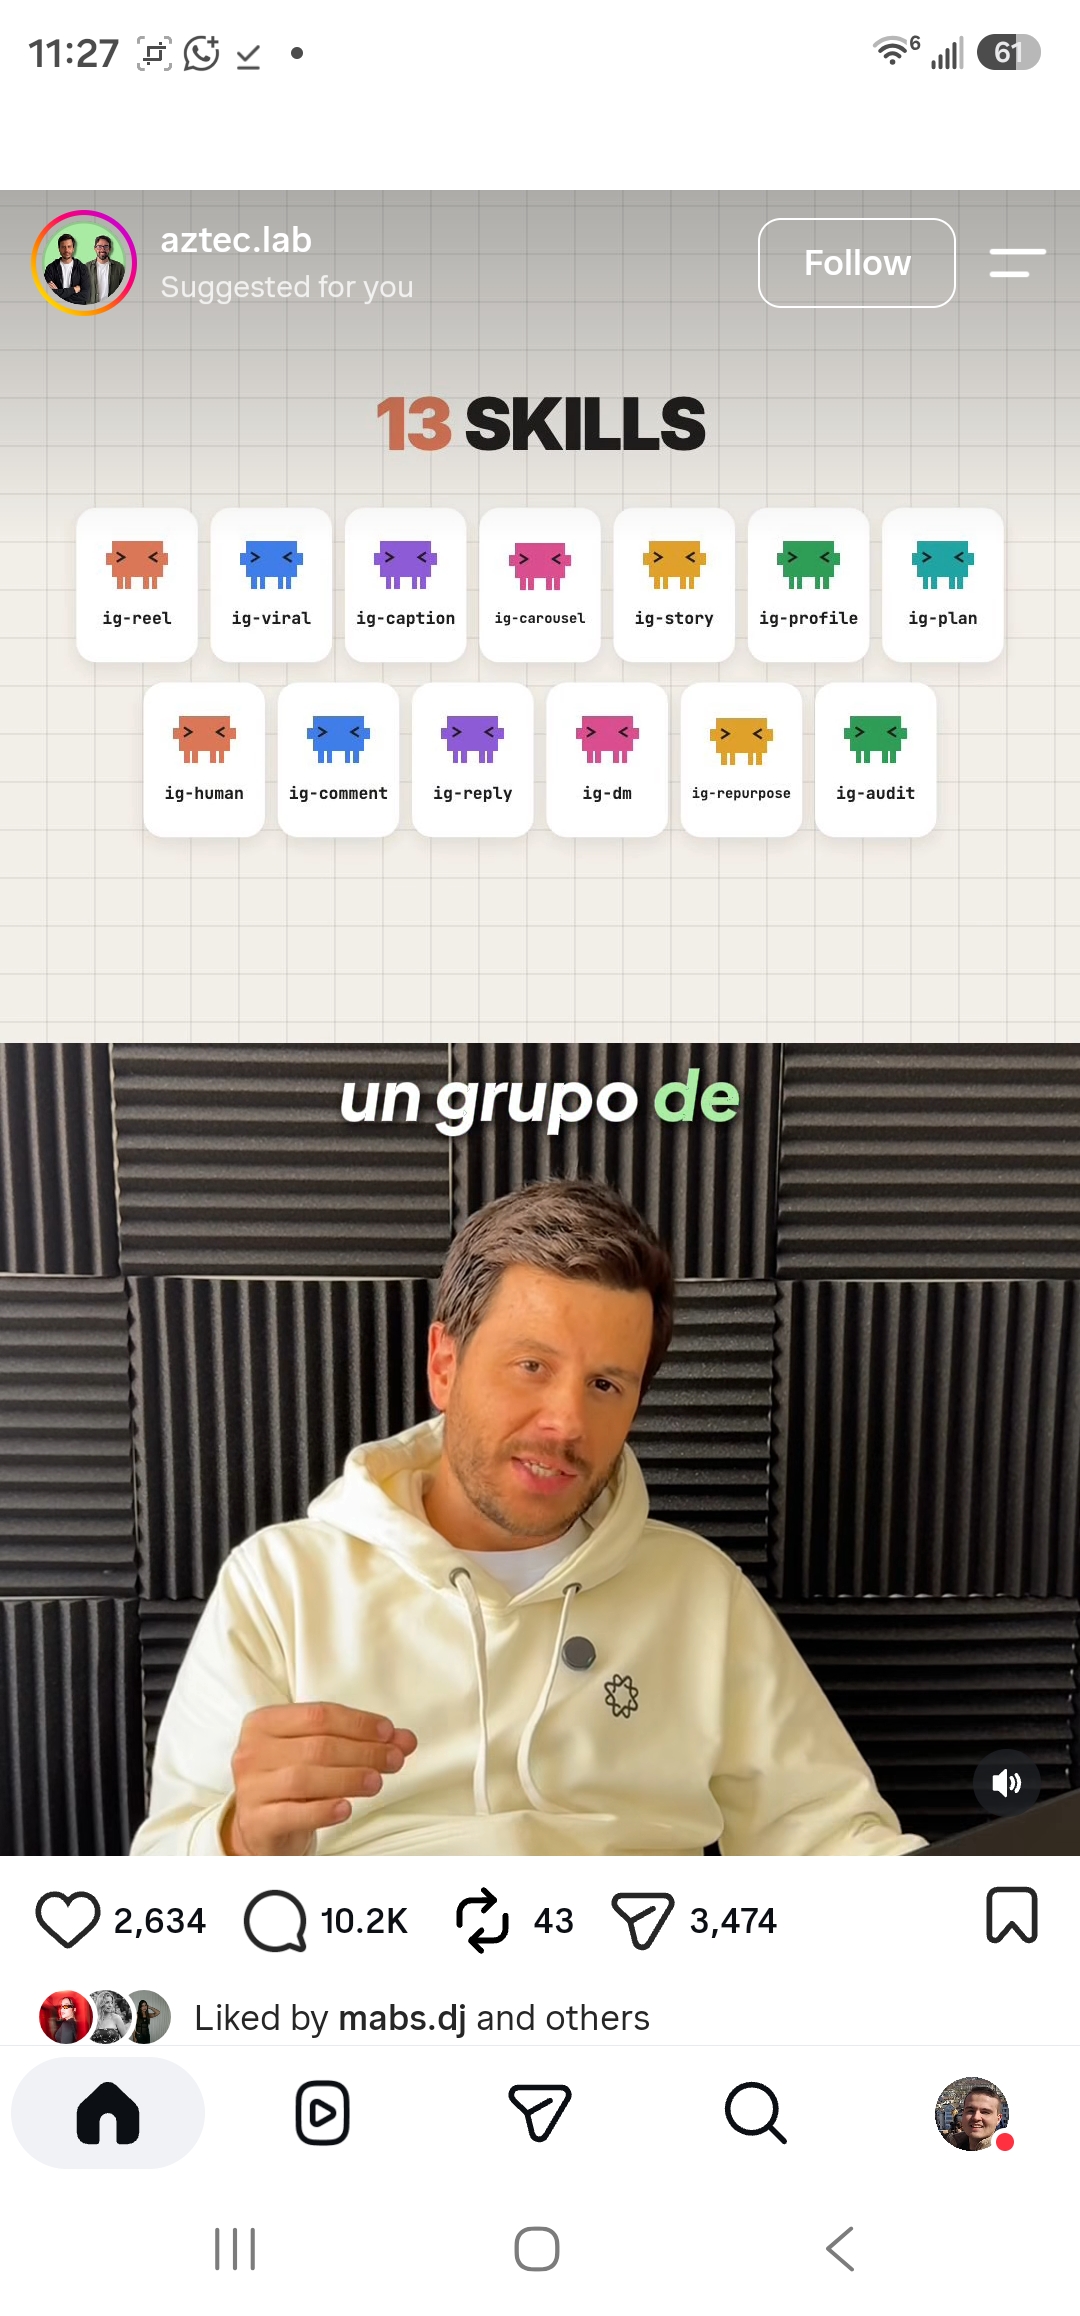 11:27
6
61
aztec.lab
Suggested for you
Follow
13 SKILLS
ig-reel
ig-viral
ig-caption
ig-carousel
ig-story
ig-profile
ig-plan
ig-human
ig-comment
ig-reply
ig-dm
ig-repurpose
ig-audit
un grupo de
2,634
10.2K
43
3,474
Liked by mabs.dj and others